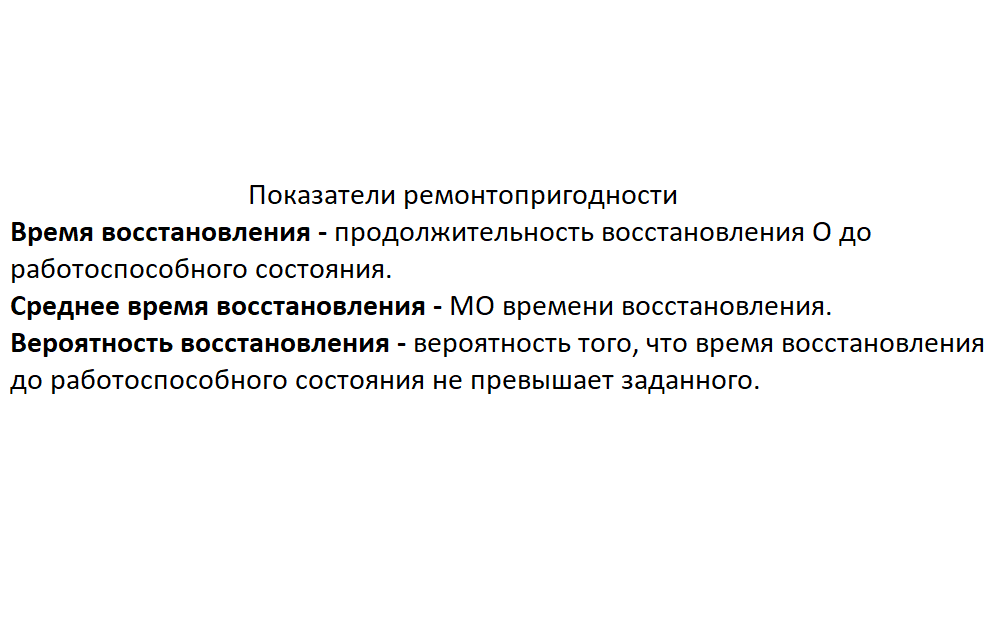 Показатели ремонтопригодности
Время восстановления - продолжительность восстановления О до
работоспособного состояния.
Среднее время восстановления - МО времени восстановления.
Вероятность восстановления - вероятность того, что время восстановления
до работоспособного состояния не превышает заданного.